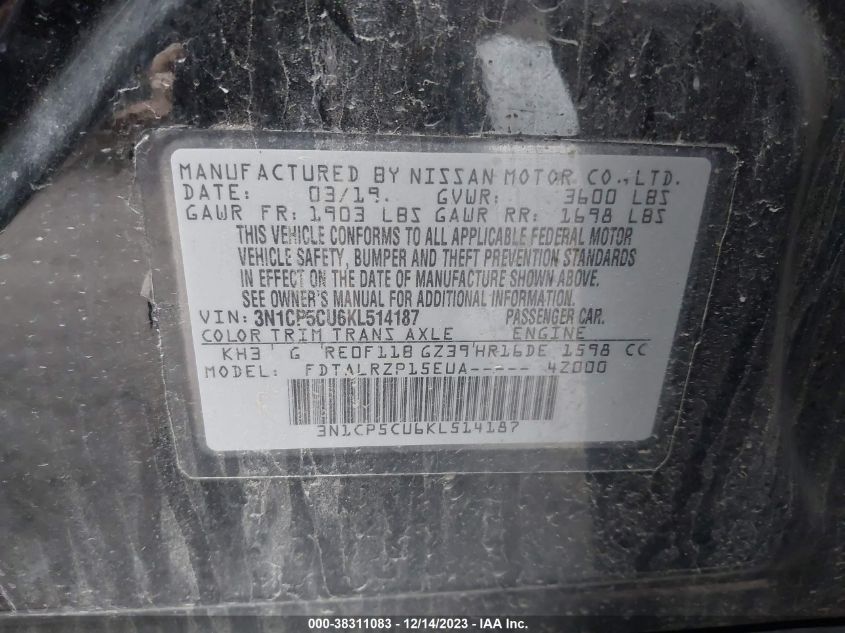 MANUFACTURED BY NISSAN MOTOR CO.,LTD.
DATE: 03/19. GVWR: 3600 LBS
GAWR FR: 1903 LBS GAWR RR: 1698 LBS
THIS VEHICLE CONFORMS TO ALL APPLICABLE FEDERAL MOTOR
VEHICLE SAFETY, BUMPER AND THEFT PREVENTION STANDARDS
IN EFFECT ON THE DATE OF MANUFACTURE SHOWN ABOVE.
SEE OWNER'S MANUAL FOR ADDITIONAL INFORMATION.
VIN: 3N1CP5CU6KL514187 PASSENGER CAR.
COLOR TRIM TRANS AXLE ENGINE
KH3 G RE0F11B GZ39 HR16DE 1598 CC
MODEL: FDTALRZP15EUA----- 42000
3N1CP5CU6KL514187
000-38311083 - 12/14/2023 - IAA Inc.